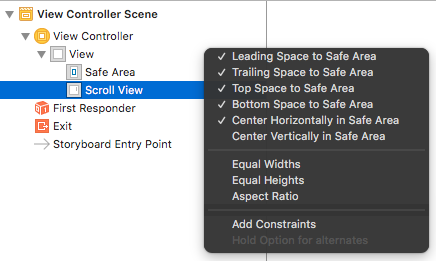 View Controller Scene
View Controller
View
Safe Area
Scroll View
First Responder
Exit
Storyboard Entry Point
✓ Leading Space to Safe Area
✓ Trailing Space to Safe Area
✓ Top Space to Safe Area
✓ Bottom Space to Safe Area
✓ Center Horizontally in Safe Area
Center Vertically in Safe Area
Equal Widths
Equal Heights
Aspect Ratio
Add Constraints
Hold Option for alternates